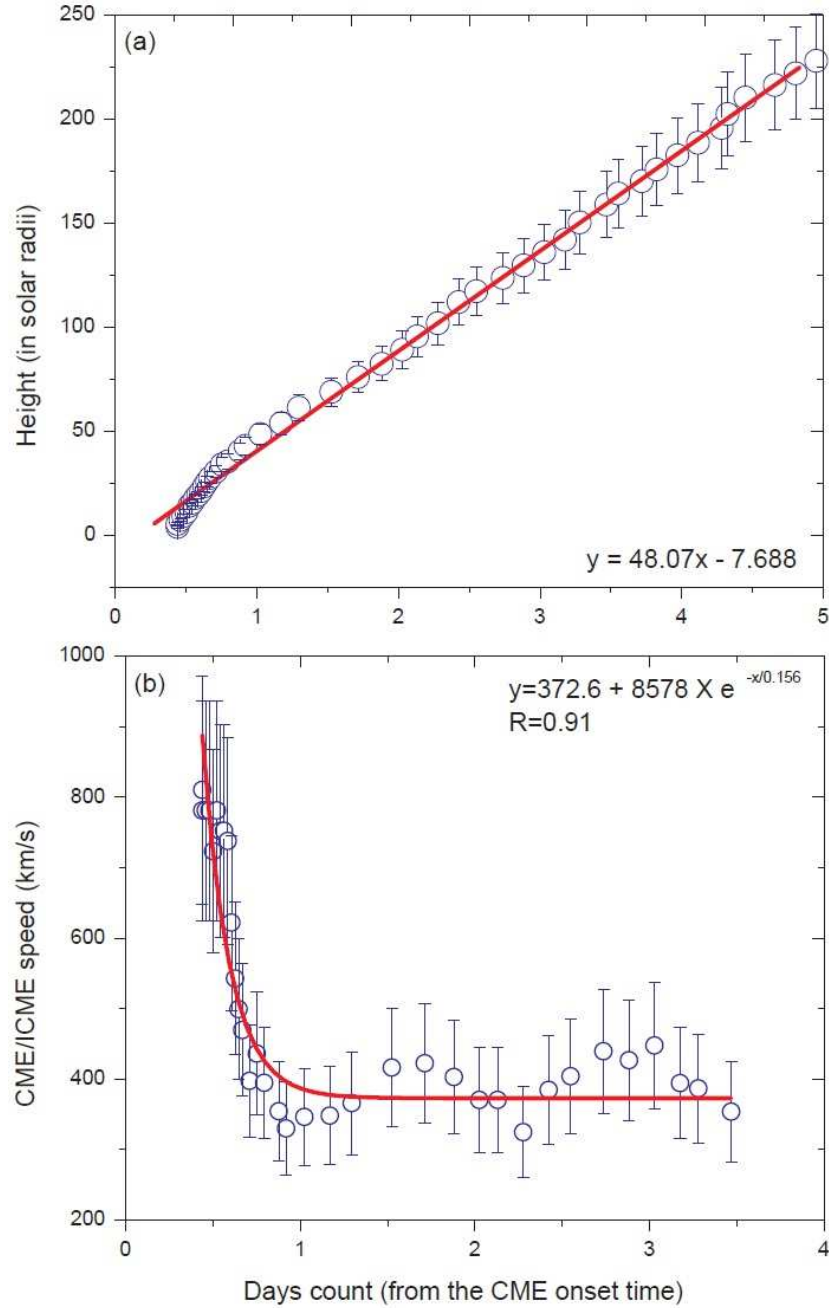 (a)
250
200
150
100
50
0
Height (in solar radii)
y = 48.07x - 7.688
0 1 2 3 4 5
(b)
y=372.6 + 8578 X e -x/0.156
R=0.91
1000
800
600
400
200
CME/ICME speed (km/s)
0 1 2 3 4
Days count (from the CME onset time)